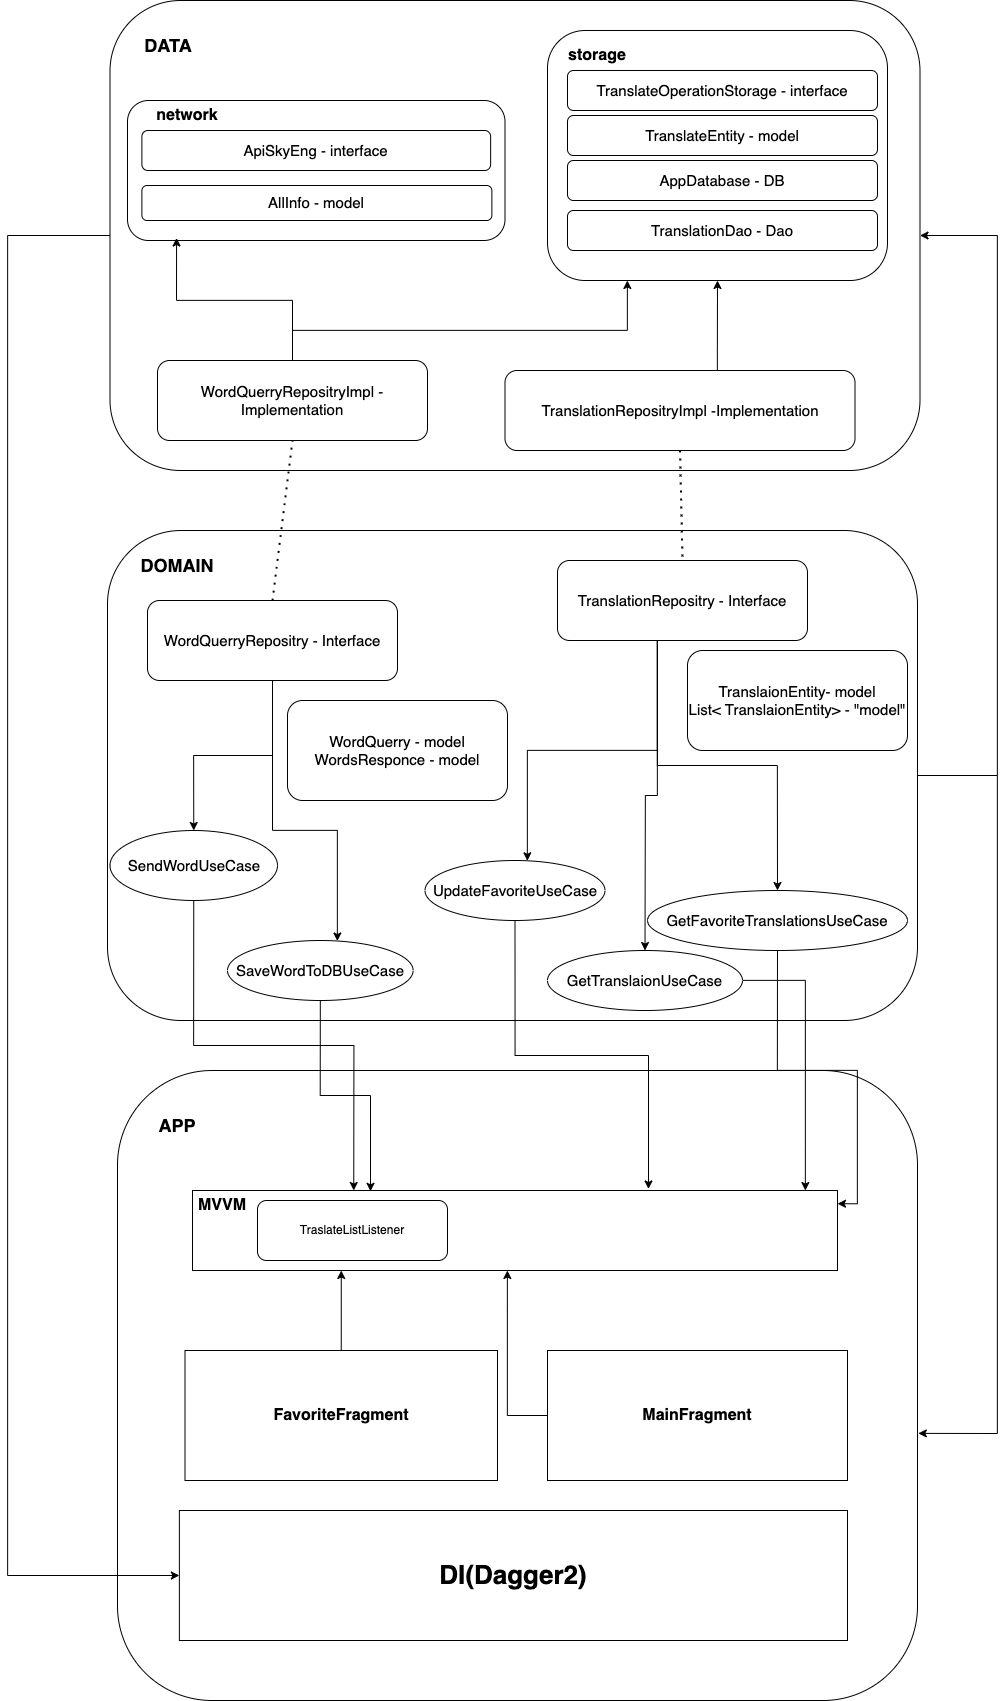 DATA
storage
TranslateOperationStorage - interface
TranslateEntity - model
AppDatabase - DB
TranslationDao - Dao
network
ApiSkyEng - interface
AllInfo - model
WordQuerryRepositryImpl -
Implementation
TranslationRepositryImpl -Implementation
DOMAIN
WordQuerryRepositry - Interface
TranslationRepositry - Interface
TranslaionEntity- model
List< TranslaionEntity> - "model"
WordQuerry - model
WordsResponce - model
SendWordUseCase
SaveWordToDBUseCase
UpdateFavoriteUseCase
GetTranslaionUseCase
GetFavoriteTranslationsUseCase
APP
MVVM
TraslateListListener
FavoriteFragment
MainFragment
DI(Dagger2)